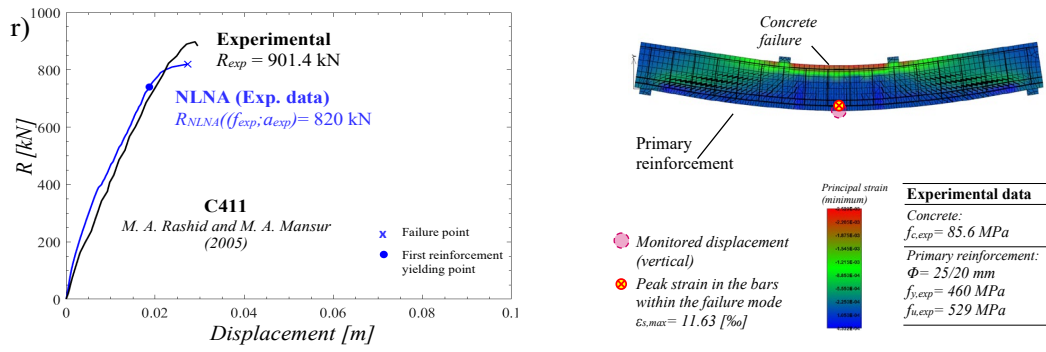 r)
1000
800
600
400
200
0
R [kN]
0
0.02
0.04
0.06
0.08
0.1
Displacement [m]
Experimental
R_exp = 901.4 kN
NLNA (Exp. data)
R_NLNA((f_exp;a_exp)= 820 kN
C411
M. A. Rashid and M. A. Mansur
(2005)
x Failure point
First reinforcement
yielding point
Concrete
failure
Primary
reinforcement
Monitored displacement
(vertical)
Peak strain in the bars
within the failure mode
ε_s,max= 11.63 [‰]
Principal strain
(minimum)
Experimental data
Concrete:
f_c,exp= 85.6 MPa
Primary reinforcement:
Φ= 25/20 mm
f_y,exp= 460 MPa
f_u,exp= 529 MPa